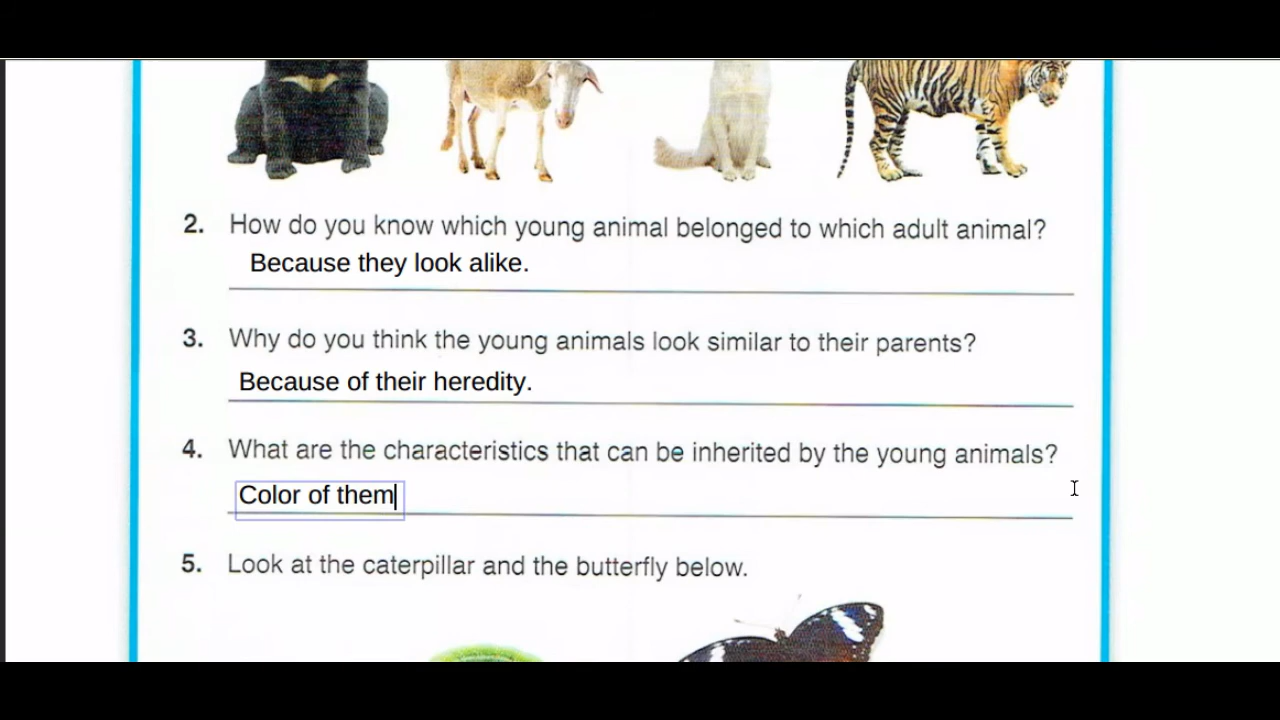 2. How do you know which young animal belonged to which adult animal?
Because they look alike.
3. Why do you think the young animals look similar to their parents?
Because of their heredity.
4. What are the characteristics that can be inherited by the young animals?
Color of them
5. Look at the caterpillar and the butterfly below.